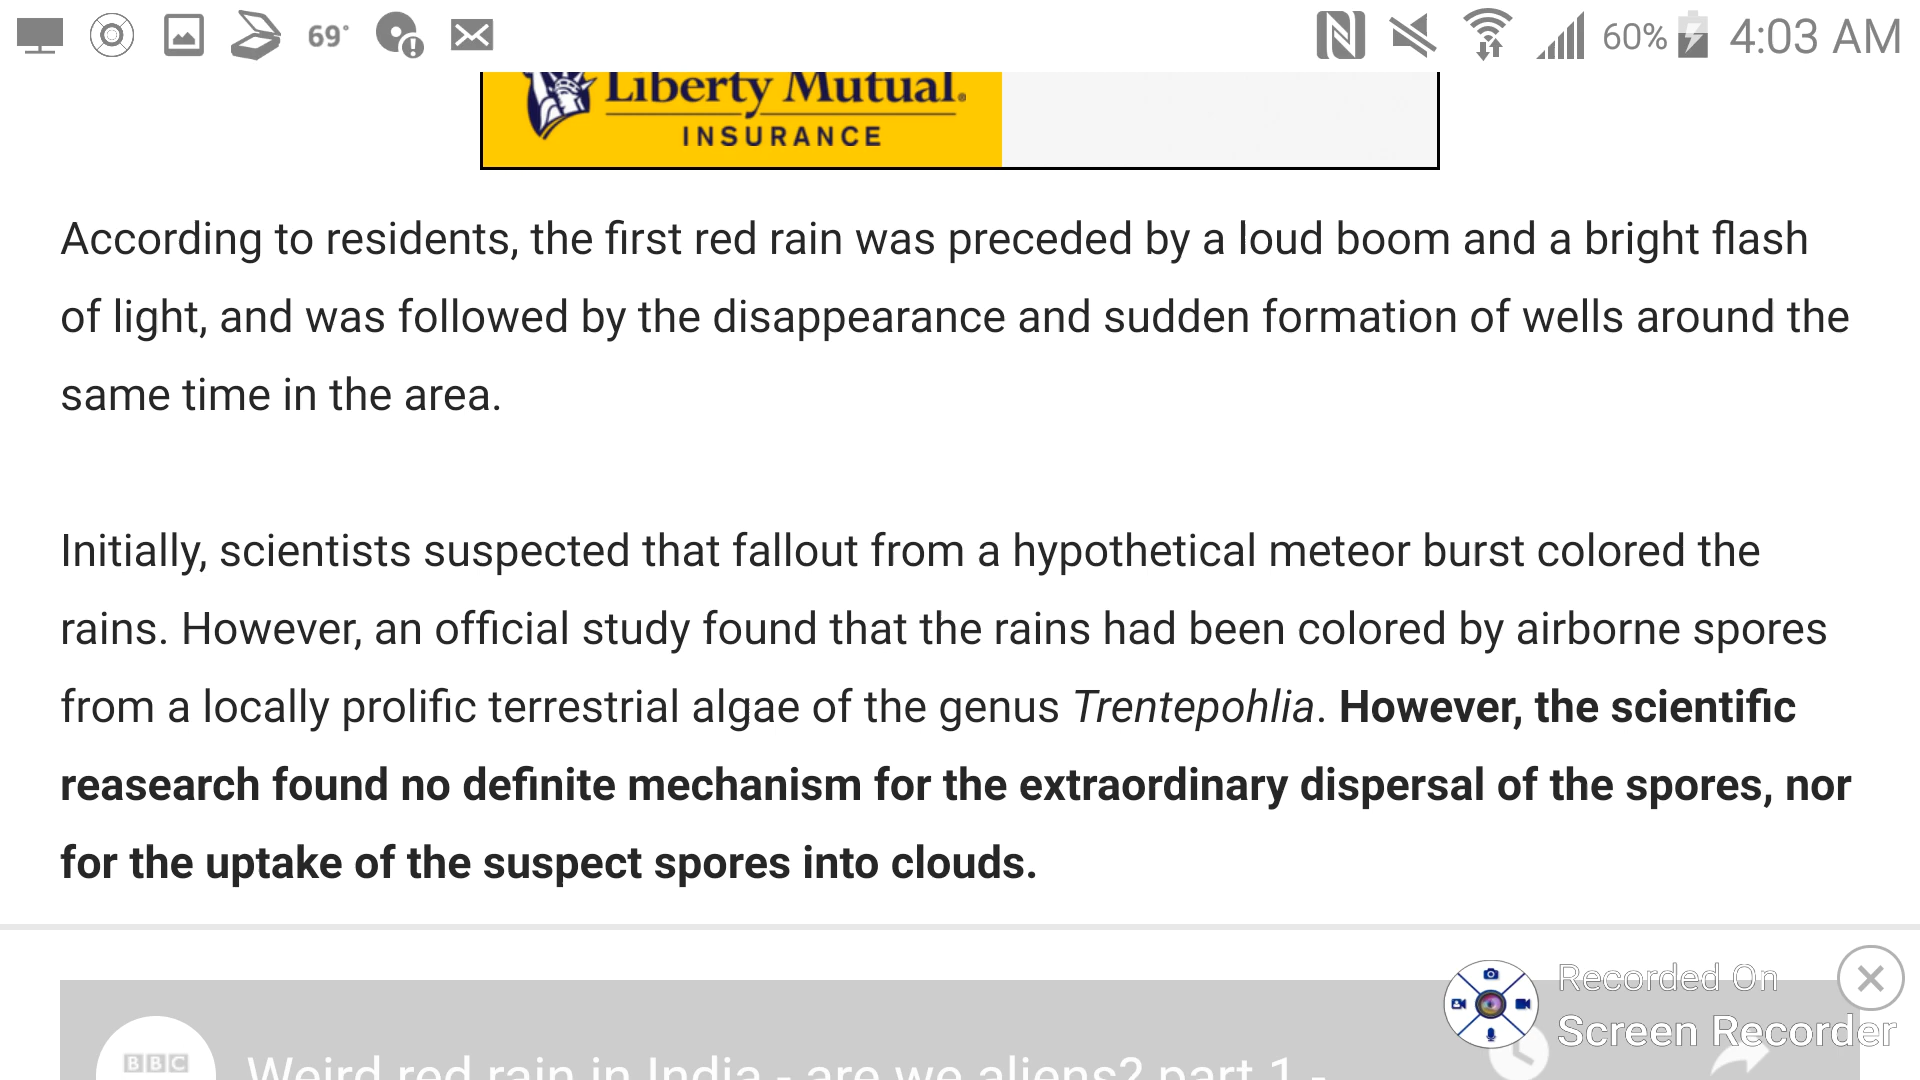 69°
60% 4:03 AM
Liberty Mutual.
INSURANCE
According to residents, the first red rain was preceded by a loud boom and a bright flash
of light, and was followed by the disappearance and sudden formation of wells around the
same time in the area.
Initially, scientists suspected that fallout from a hypothetical meteor burst colored the
rains. However, an official study found that the rains had been colored by airborne spores
from a locally prolific terrestrial algae of the genus Trentepohlia. However, the scientific
reasearch found no definite mechanism for the extraordinary dispersal of the spores, nor
for the uptake of the suspect spores into clouds.
Recorded On
Screen Recorder
BBC
Weird red rain in India - are we aliens? part 1 -